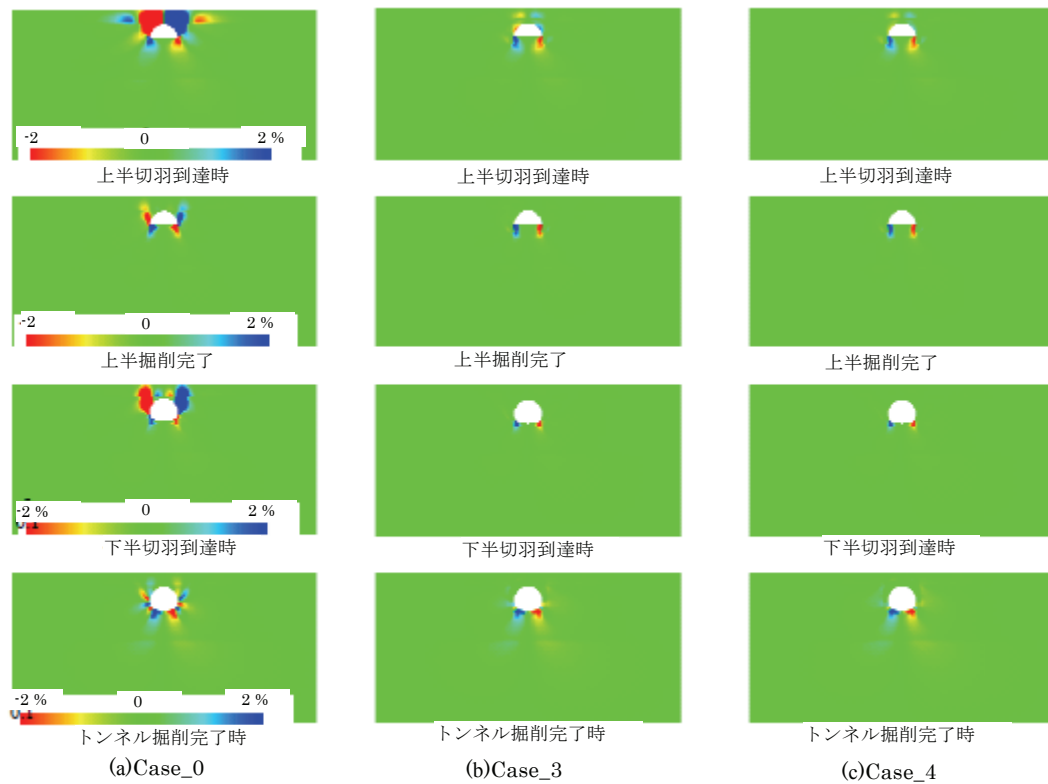 -2 0 2 %
上半切羽到達時 上半切羽到達時 上半切羽到達時
-2 0 2 %
上半掘削完了 上半掘削完了 上半掘削完了
-2 % 0 2 %
下半切羽到達時 下半切羽到達時 下半切羽到達時
-2 % 0 2 %
トンネル掘削完了時 トンネル掘削完了時 トンネル掘削完了時
(a)Case_0 (b)Case_3 (c)Case_4